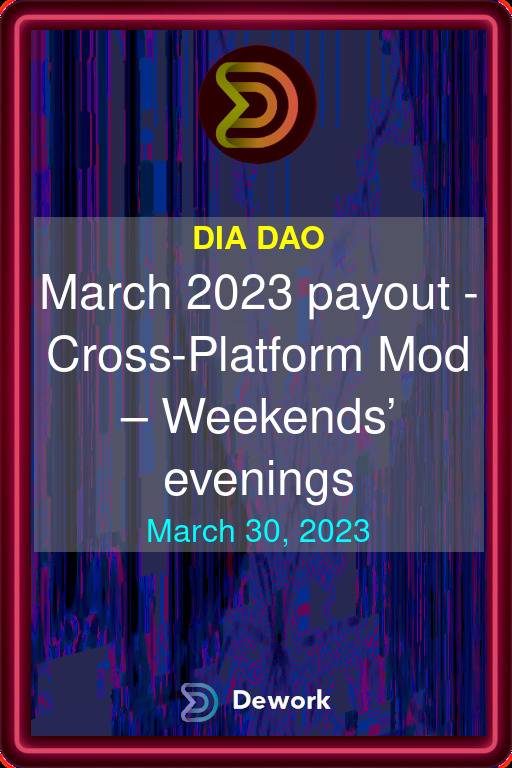 DIA DAO
March 2023 payout -
Cross-Platform Mod
– Weekends’
evenings
March 30, 2023
Dework